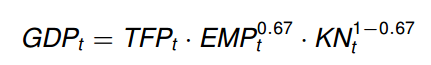 GDP_t = TFP_t · EMP_t^{0.67} · KN_t^{1−0.67}